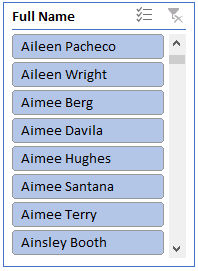 Full Name
Aileen Pacheco
Aileen Wright
Aimee Berg
Aimee Davila
Aimee Hughes
Aimee Santana
Aimee Terry
Ainsley Booth